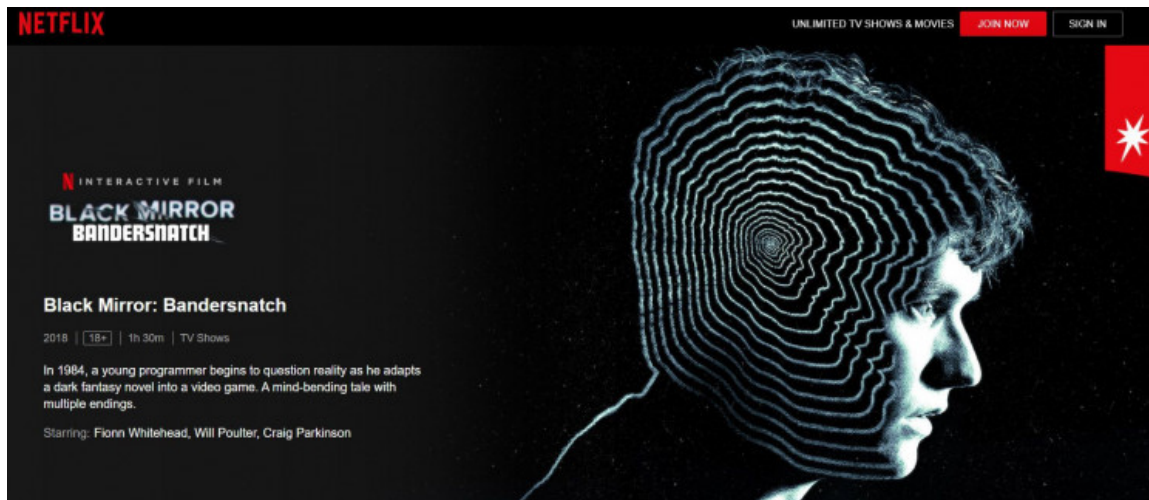 NETFLIX
UNLIMITED TV SHOWS & MOVIES JOIN NOW SIGN IN
N INTERACTIVE FILM
BLACK MIRROR
BANDERSNATCH
Black Mirror: Bandersnatch
2018 | 18+ | 1h 30m | TV Shows
In 1984, a young programmer begins to question reality as he adapts
a dark fantasy novel into a video game. A mind-bending tale with
multiple endings.
Starring: Fionn Whitehead, Will Poulter, Craig Parkinson